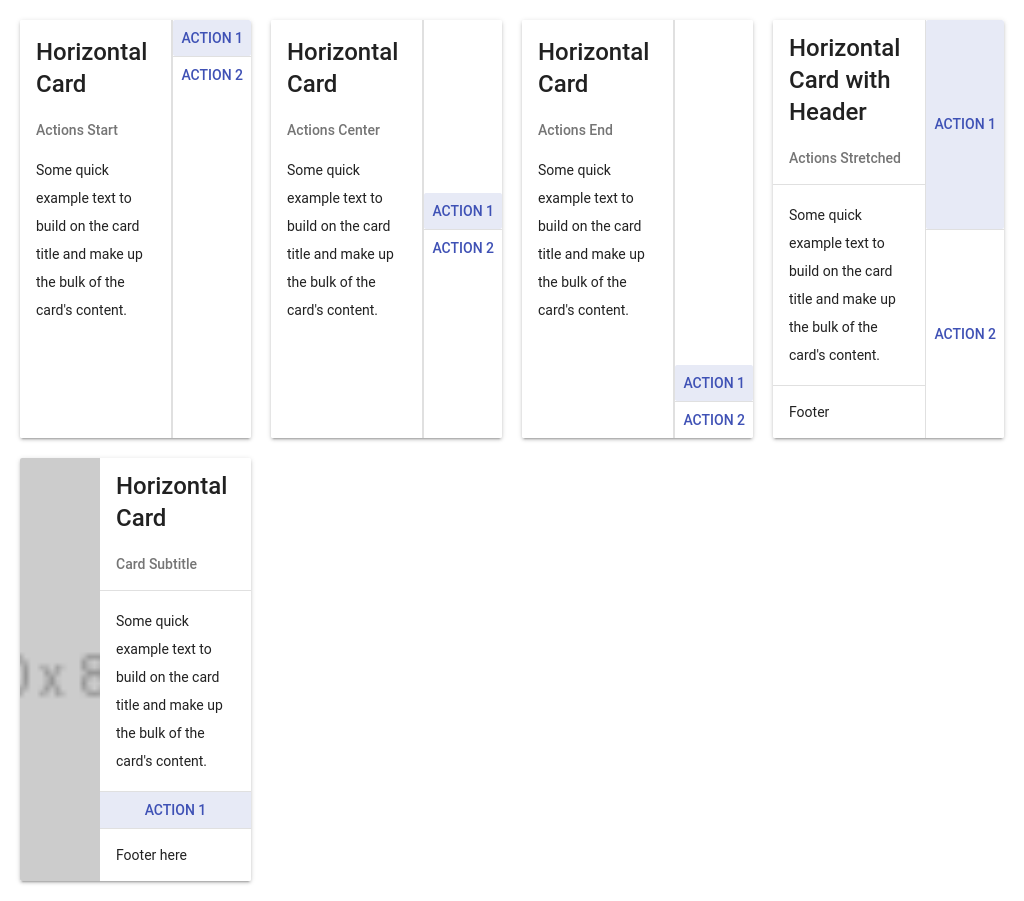 Horizontal
Card
Actions Start
Some quick
example text to
build on the card
title and make up
the bulk of the
card's content.
ACTION 1
ACTION 2
Horizontal
Card
Actions Center
Some quick
example text to
build on the card
title and make up
the bulk of the
card's content.
ACTION 1
ACTION 2
Horizontal
Card
Actions End
Some quick
example text to
build on the card
title and make up
the bulk of the
card's content.
ACTION 1
ACTION 2
Horizontal
Card with
Header
Actions Stretched
Some quick
example text to
build on the card
title and make up
the bulk of the
card's content.
Footer
ACTION 1
ACTION 2
x
Horizontal
Card
Card Subtitle
Some quick
example text to
build on the card
title and make up
the bulk of the
card's content.
ACTION 1
Footer here